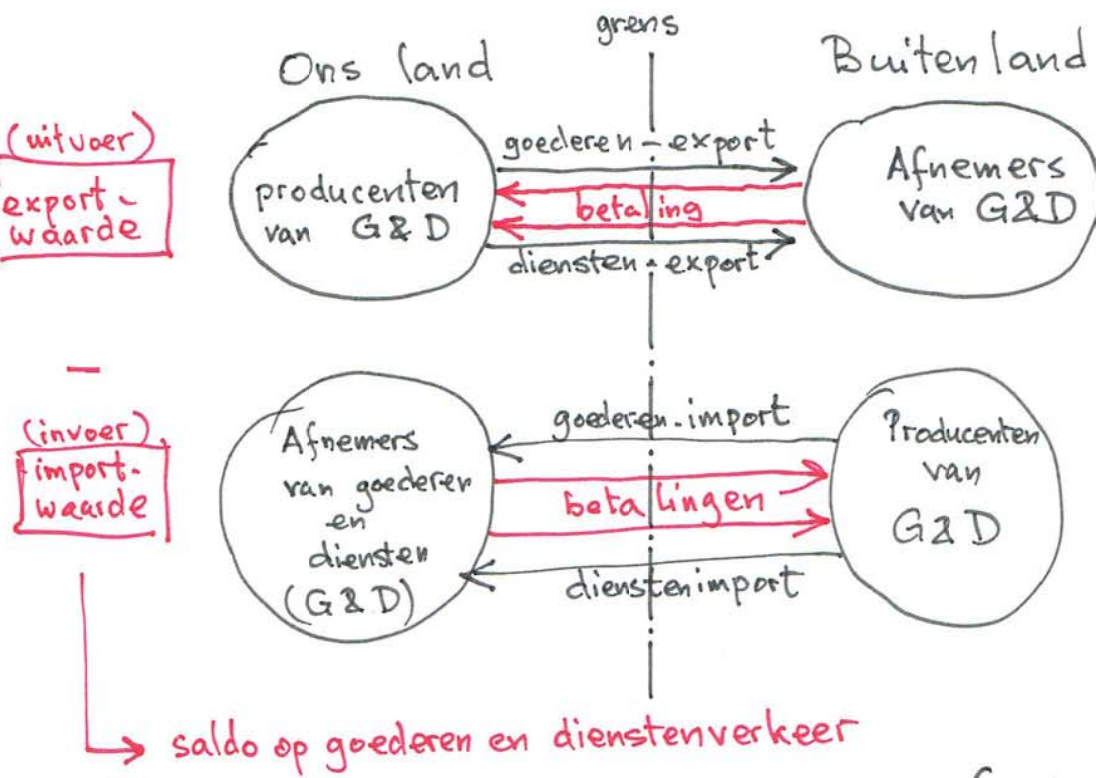 grens
Ons land
Buitenland
(uitvoer)
export-
waarde
producenten
van G&D
goederen-export
betaling
diensten-export
Afnemers
van G&D
-
(invoer)
import-
waarde
Afnemers
van goederen
en
diensten
(G&D)
goederen-import
betalingen
dienstenimport
Producenten
van
G&D
saldo op goederen en dienstenverkeer